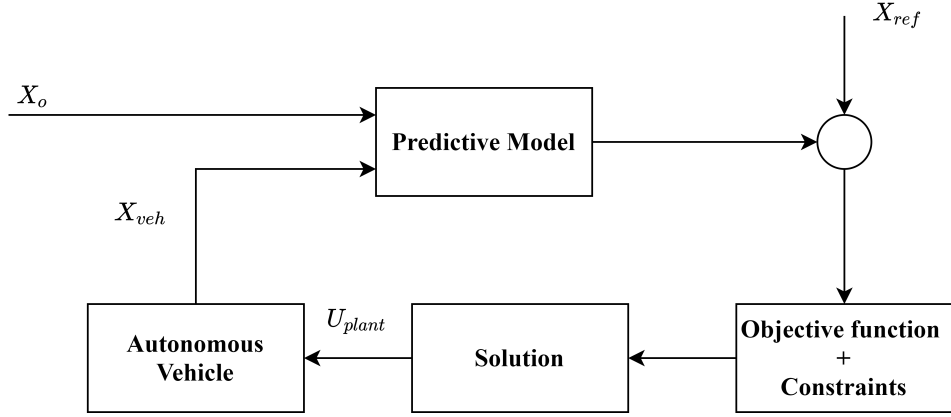 X_ref
X_o
Predictive Model
X_veh
U_plant
Autonomous
Vehicle
Solution
Objective function
+
Constraints